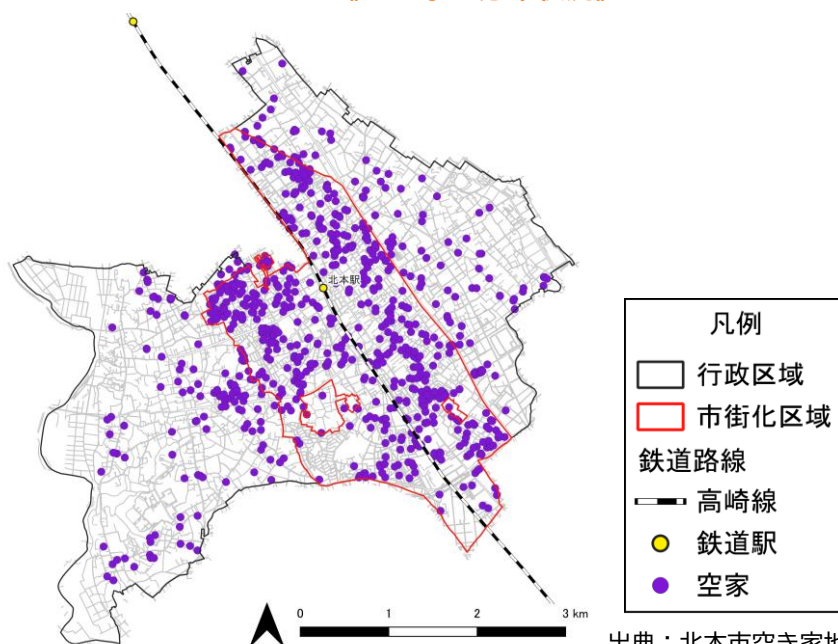 北本駅
凡例
行政区域
市街化区域
鉄道路線
高崎線
鉄道駅
空家
0 1 2 3 km
出典：北本市空き家地